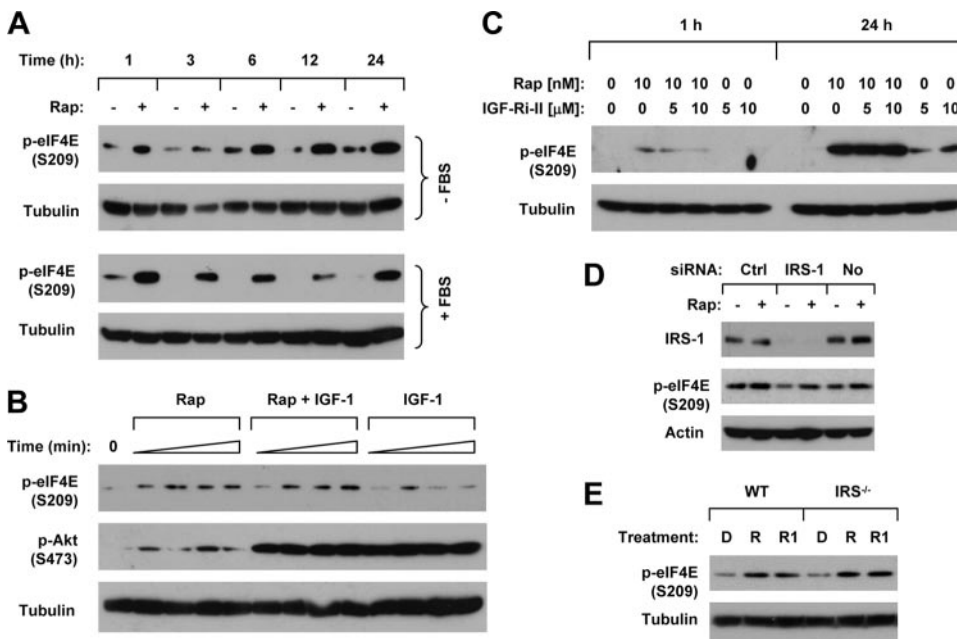 A
Time (h): 1 3 6 12 24
Rap: - + - + - + - + - +
p-eIF4E
(S209)
Tubulin
- FBS
p-eIF4E
(S209)
Tubulin
+ FBS
B
Rap Rap + IGF-1 IGF-1
Time (min): 0
p-eIF4E
(S209)
p-Akt
(S473)
Tubulin
C
1 h 24 h
Rap [nM]: 0 10 10 10 0 0 0 10 10 10 0 0
IGF-Ri-II [µM]: 0 0 5 10 5 10 0 0 5 10 5 10
p-eIF4E
(S209)
Tubulin
D
siRNA: Ctrl IRS-1 No
Rap: - + - + - +
IRS-1
p-eIF4E
(S209)
Actin
E
WT IRS-/-
Treatment: D R R1 D R R1
p-eIF4E
(S209)
Tubulin